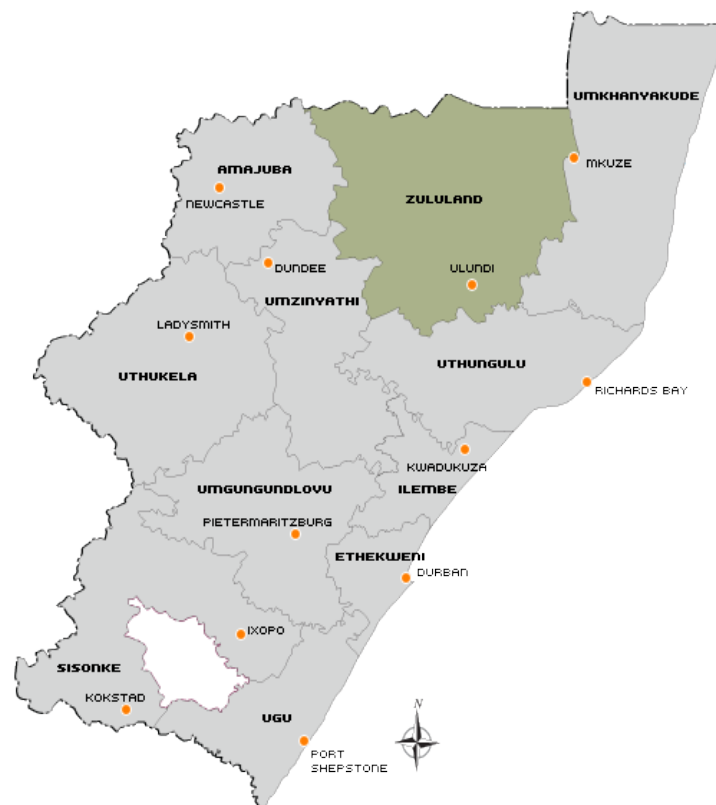 UMKHANYAKUDE
AMAJUBA
MKUZE
NEWCASTLE
ZULULAND
DUNDEE
ULUNDI
UMZINYATHI
LADYSMITH
UTHUNGULU
UTHUKELA
RICHARDS BAY
KWADUKUZA
UMGUNGUNDLOVU
ILEMBE
PIETERMARITZBURG
ETHEKWENI
DURBAN
IXOPO
SISONKE
KOKSTAD
UGU
N
PORT
SHEPSTONE